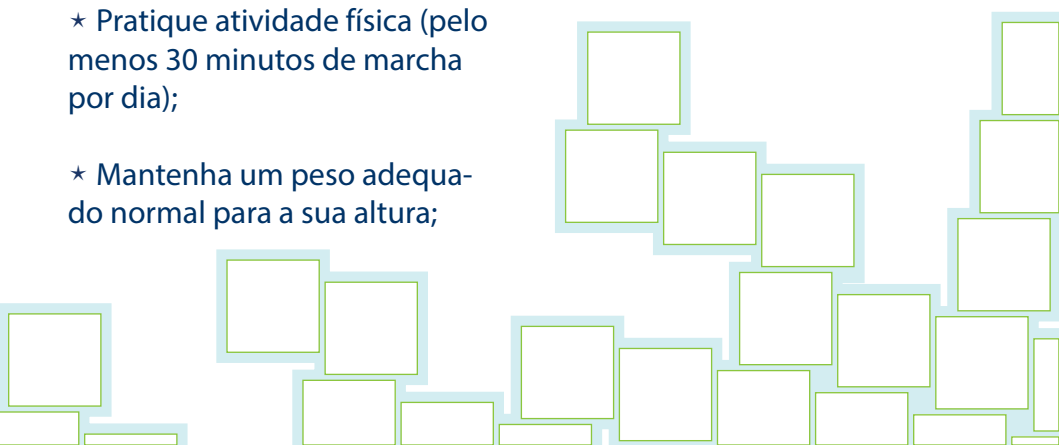 ✶ Pratique atividade física (pelo
menos 30 minutos de marcha
por dia);
✶ Mantenha um peso adequa-
do normal para a sua altura;